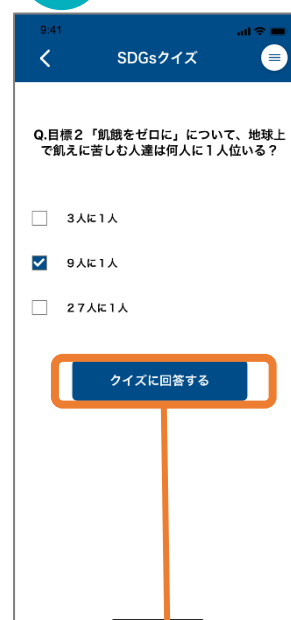 9:41
SDGsクイズ
Q.目標2「飢餓をゼロに」について、地球上
で飢えに苦しむ人達は何人に1人位いる？
3人に1人
9人に1人
27人に1人
クイズに回答する